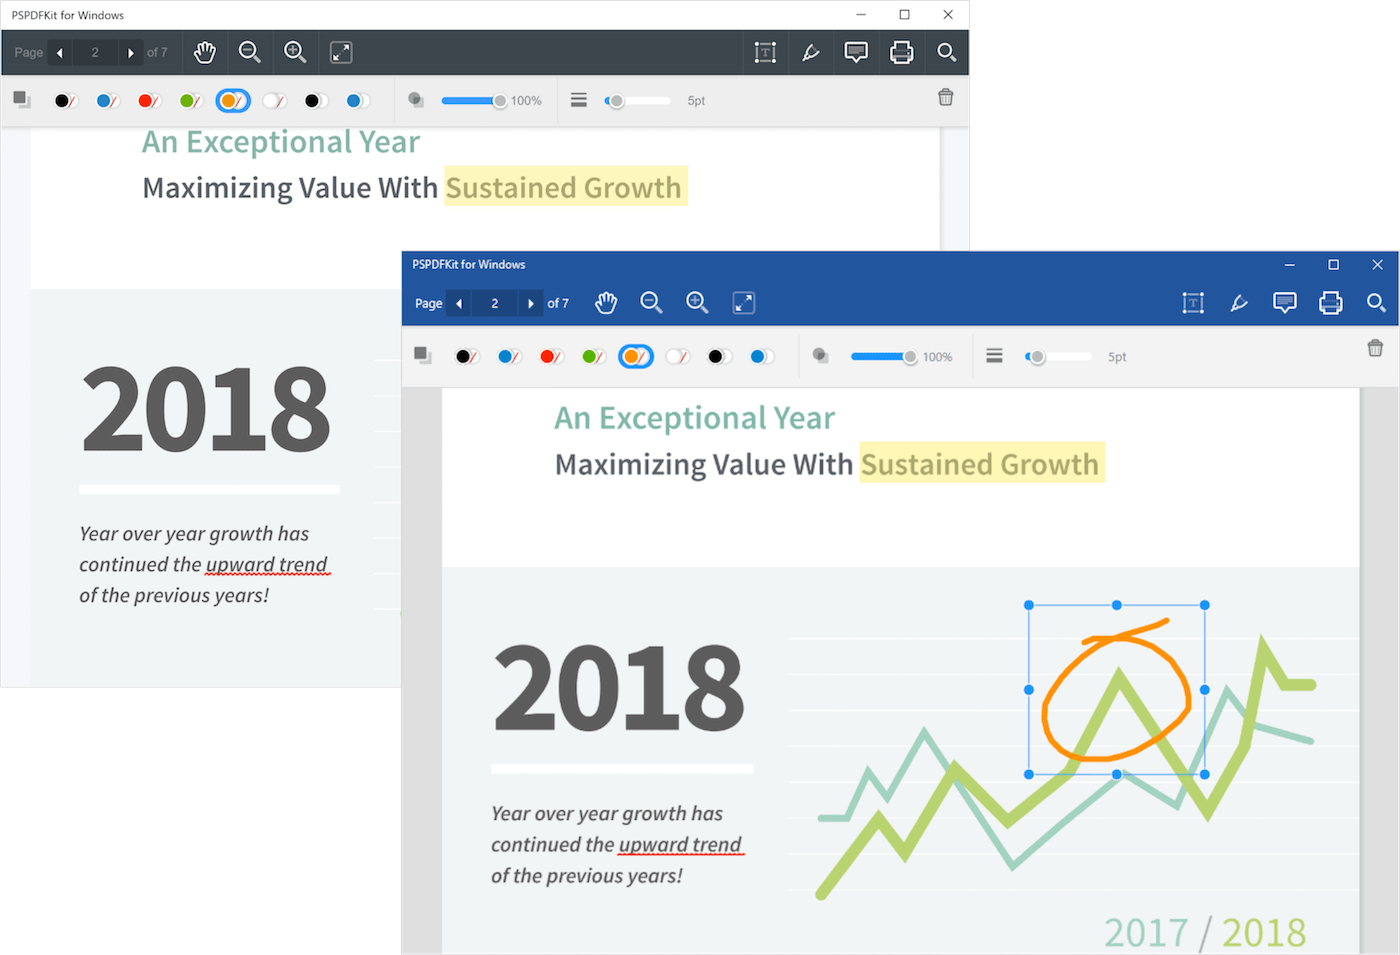 PSPDFKit for Windows
Page 2 of 7
100% 5pt
An Exceptional Year
Maximizing Value With Sustained Growth
2018
Year over year growth has
continued the upward trend
of the previous years!
PSPDFKit for Windows
Page 2 of 7
T
100% 5pt
An Exceptional Year
Maximizing Value With Sustained Growth
2018
Year over year growth has
continued the upward trend
of the previous years!
2017 / 2018